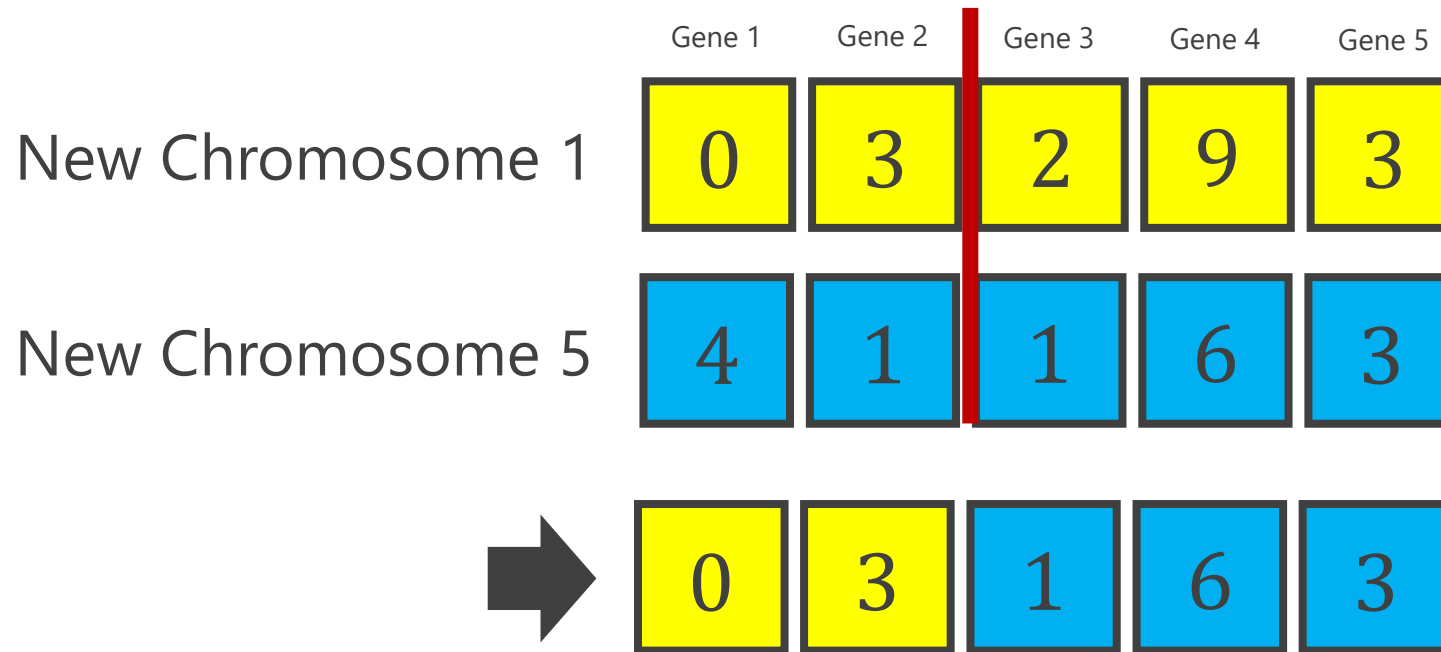 Gene 1 Gene 2 Gene 3 Gene 4 Gene 5
New Chromosome 1 0 3 2 9 3
New Chromosome 5 4 1 1 6 3
0 3 1 6 3